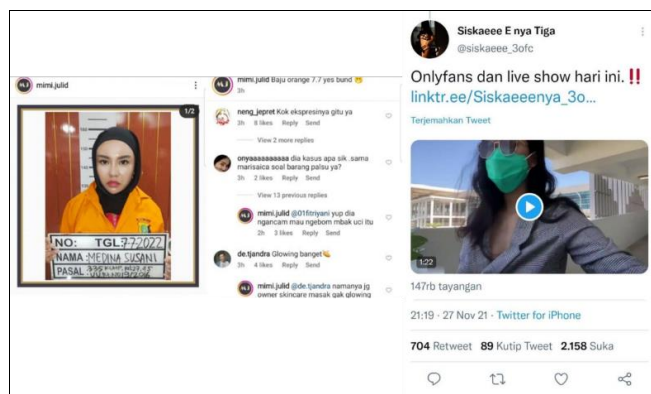 mimi.julid
1/2
NO: TGL 7-7-2022
NAMA : MEDINA SUSANI
PASAL :
mimi.julid Baju orange 7.7 yes bund
3h
neng_jepret Kok ekspresinya gitu ya
3h 9 likes Reply Send
View 2 more replies
onyaaaaaaaaaa dia kasus apa sik .sama
marisaica soal barang palsu ya?
3h 2 likes Reply Send
View 13 previous replies
mimi.julid @01fitriyani yup dia
ngancam mau ngebom mbak uci itu
2h 3 likes Reply Send
de.tjandra Glowing banget
3h 4 likes Reply Send
mimi.julid @de.tjandra namanya jg
owner skincare masak gak glowing
Siskaeee E nya Tiga
@siskaeee_3ofc
Onlyfans dan live show hari ini. ‼️
linktr.ee/Siskaeeenya_3o...
Terjemahkan Tweet
1:22
147rb tayangan
21:19 · 27 Nov 21 · Twitter for iPhone
704 Retweet 89 Kutip Tweet 2.158 Suka